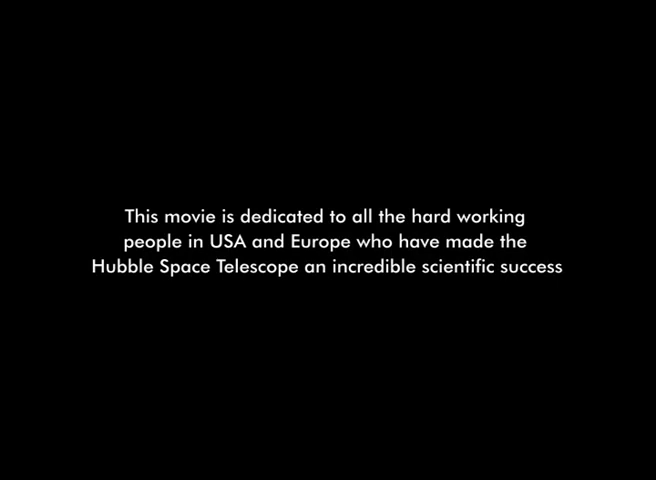 This movie is dedicated to all the hard working
people in USA and Europe who have made the
Hubble Space Telescope an incredible scientific success